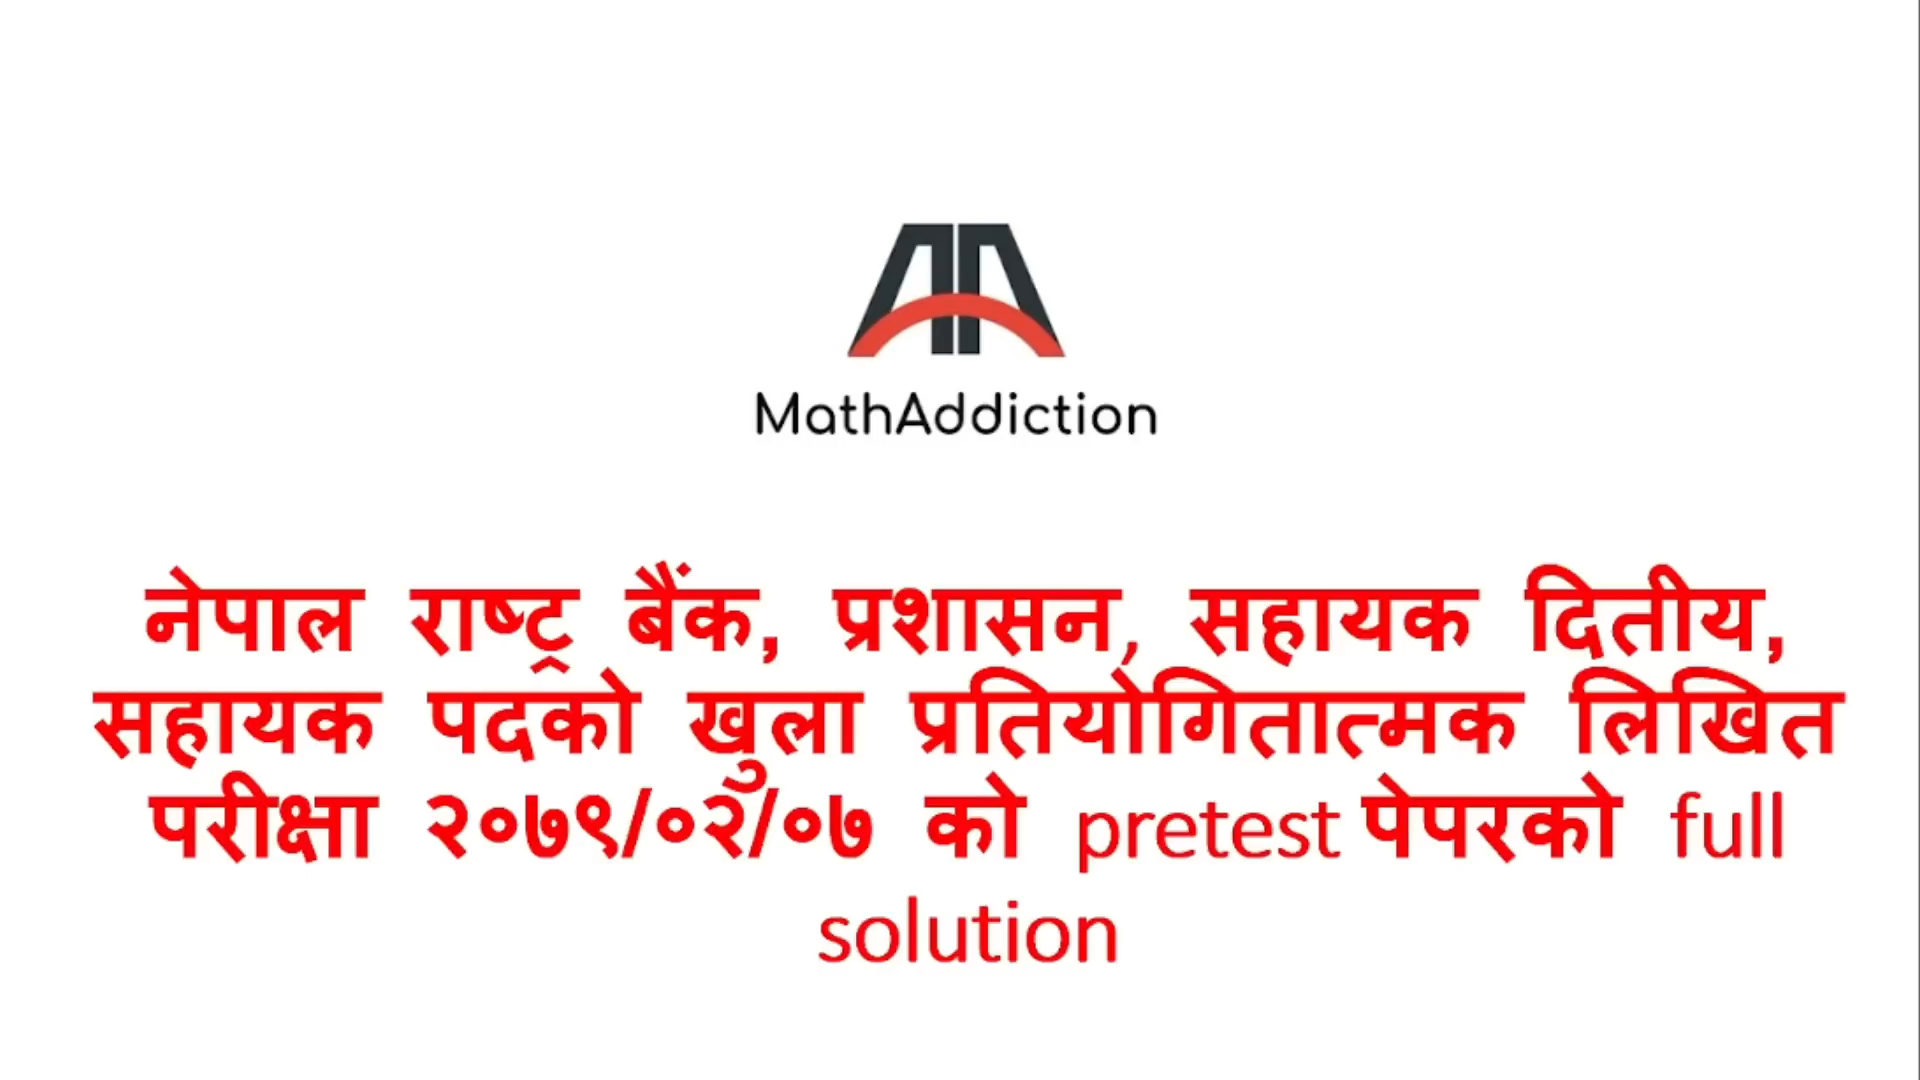 MathAddiction
नेपाल राष्ट्र बैंक, प्रशासन, सहायक दितीय,
सहायक पदको खुला प्रतियोगितात्मक लिखित
परीक्षा २०७९/०२/०७ को pretest पेपरको full
solution